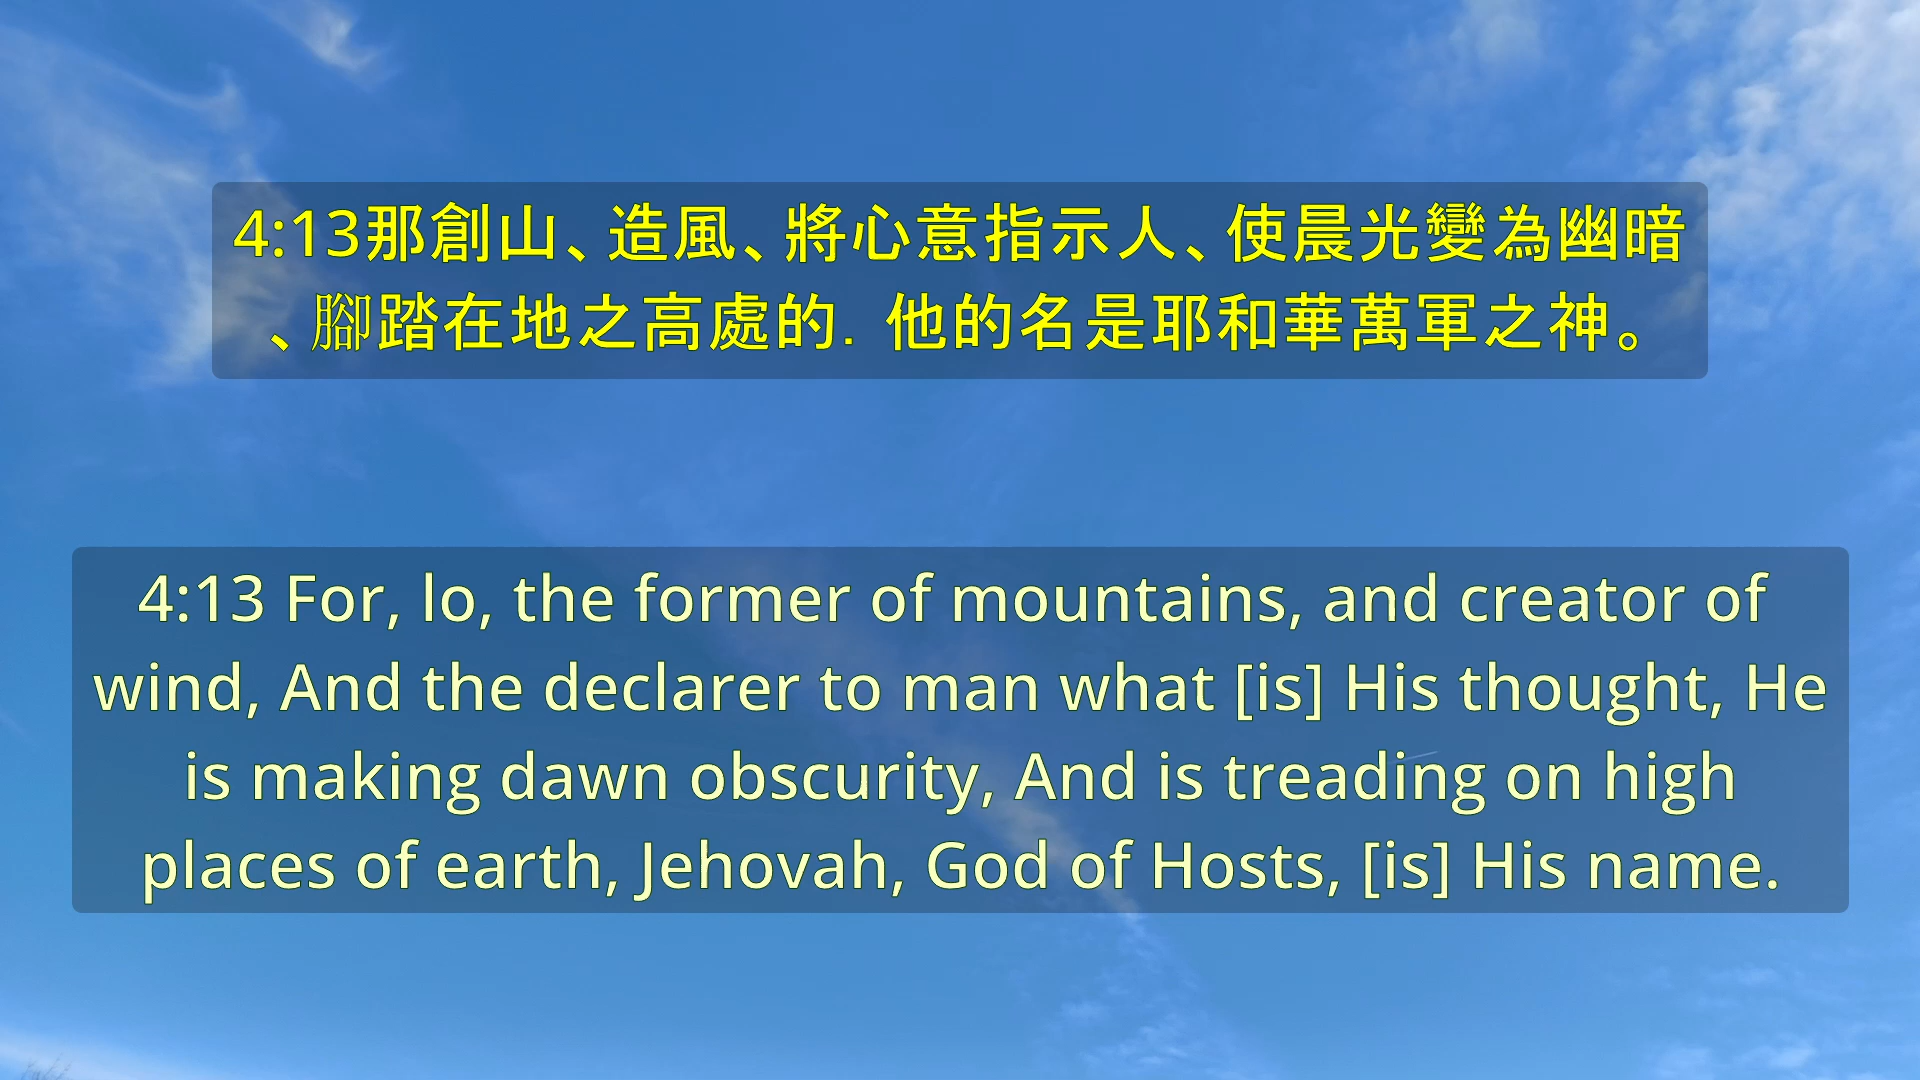 4:13那創山、造風、將心意指示人、使晨光變為幽暗
、腳踏在地之高處的．他的名是耶和華萬軍之神。
4:13 For, lo, the former of mountains, and creator of
wind, And the declarer to man what [is] His thought, He
is making dawn obscurity, And is treading on high
places of earth, Jehovah, God of Hosts, [is] His name.